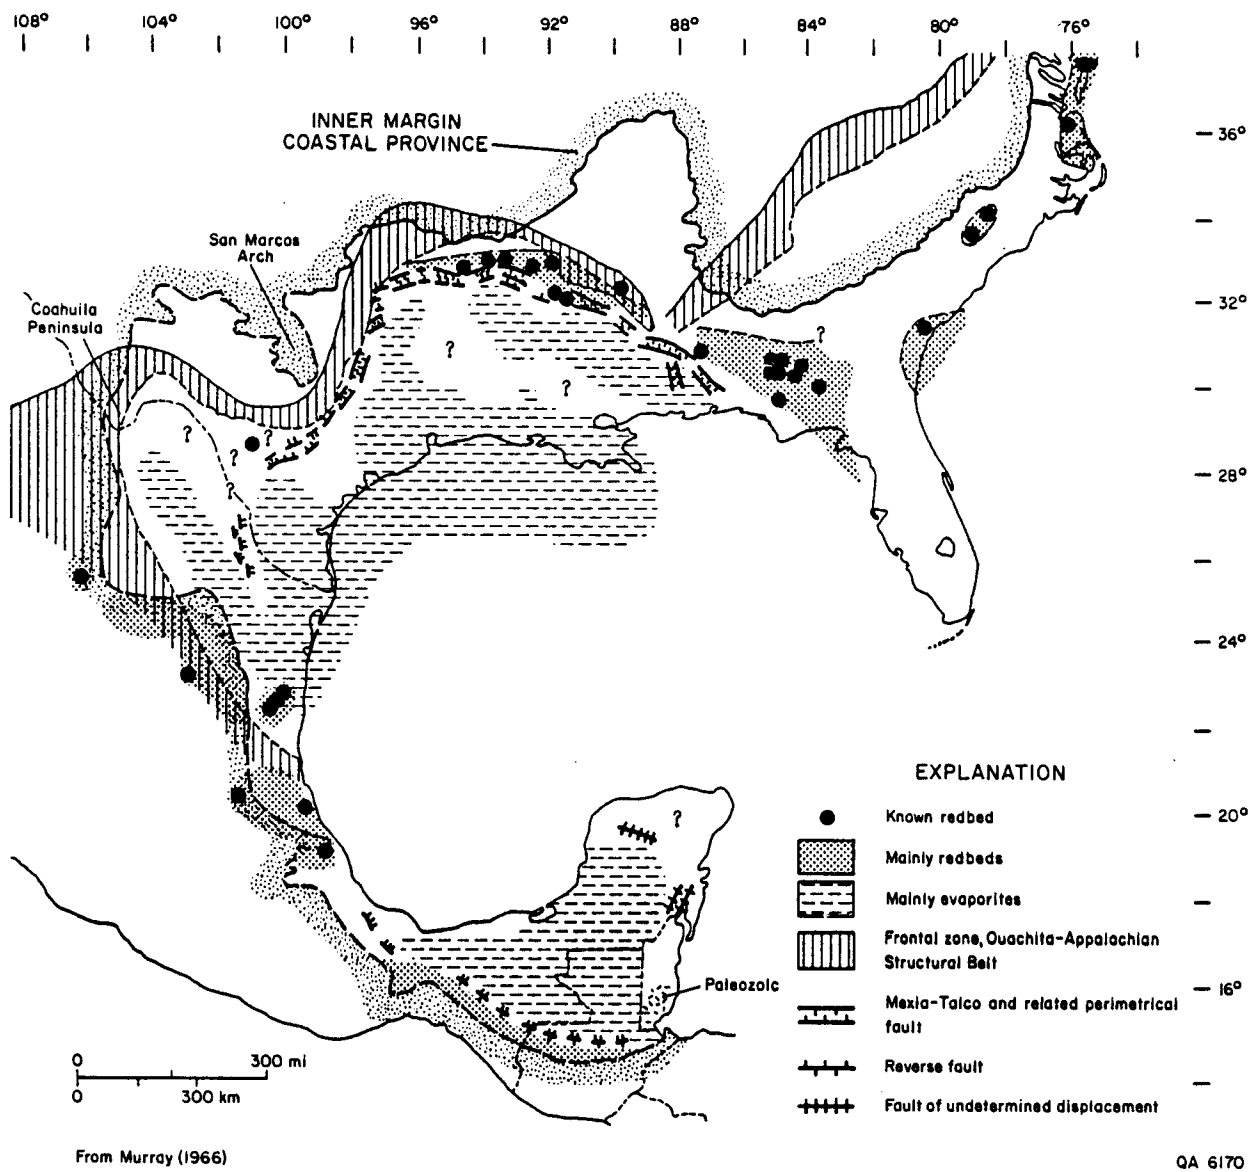 108° 104° 100° 96° 92° 88° 84° 80° 76°
36°
INNER MARGIN
COASTAL PROVINCE
San Marcos
Arch
Coahuila
Peninsula
32°
?
?
?
?
?
?
?
28°
24°
EXPLANATION
Known redbed
20°
?
Mainly redbeds
Mainly evaporites
Frontal zone, Ouachita-Appalachian
Structural Belt
Paleozoic
16°
Mexia-Talco and related perimetrical
fault
0 300 mi
0 300 km
Reverse fault
Fault of undetermined displacement
From Murray (1966)
QA 6170